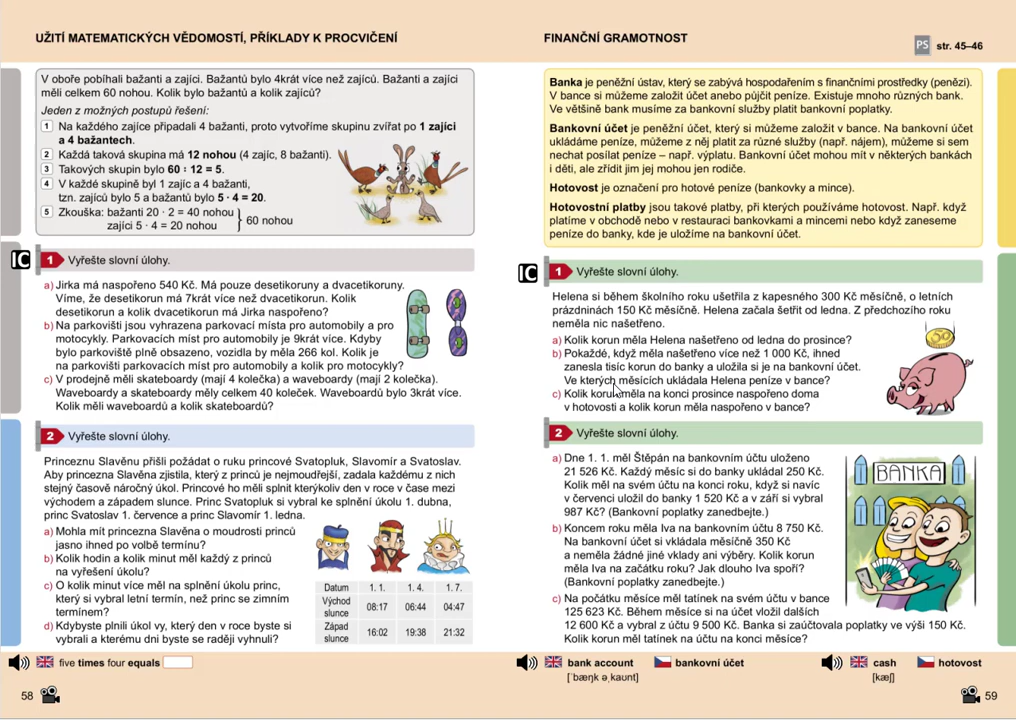 UŽITÍ MATEMATICKÝCH VĚDOMOSTÍ, PŘÍKLADY K PROCVIČENÍ
V oboře pobíhali bažanti a zajíci. Bažantů bylo 4krát více než zajíců. Bažanti a zajíci
měli celkem 60 nohou. Kolik bylo bažantů a kolik zajíců?
Jeden z možných postupů řešení:
1 Na každého zajíce připadali 4 bažanti, proto vytvoříme skupinu zvířat po 1 zajíci
a 4 bažantech.
2 Každá taková skupina má 12 nohou (4 zajíc, 8 bažanti).
3 Takových skupin bylo 60 : 12 = 5.
4 V každé skupině byl 1 zajíc a 4 bažanti,
tzn. zajíců bylo 5 a bažantů bylo 5 · 4 = 20.
5 Zkouška: bažanti 20 · 2 = 40 nohou
zajíci 5 · 4 = 20 nohou } 60 nohou
IC 1 Vyřešte slovní úlohy.
a) Jirka má naspořeno 540 Kč. Má pouze desetikoruny a dvacetikoruny.
Víme, že desetikorun má 7krát více než dvacetikorun. Kolik
desetikorun a kolik dvacetikorun má Jirka naspořeno?
b) Na parkovišti jsou vyhrazena parkovací místa pro automobily a pro
motocykly. Parkovacích míst pro automobily je 9krát více. Kdyby
bylo parkoviště plně obsazeno, vozidla by měla 266 kol. Kolik je
na parkovišti parkovacích míst pro automobily a kolik pro motocykly?
c) V prodejně měli skateboardy (mají 4 kolečka) a waveboardy (mají 2 kolečka).
Waveboardy a skateboardy měly celkem 40 koleček. Waveboardů bylo 3krát více.
Kolik měli waveboardů a kolik skateboardů?
2 Vyřešte slovní úlohy.
Princeznu Slavěnu přišli požádat o ruku princové Svatopluk, Slavomír a Svatoslav.
Aby princezna Slavěna zjistila, který z princů je nejmoudřejší, zadala každému z nich
stejný časově náročný úkol. Princové ho měli splnit kterýkoliv den v roce v čase mezi
východem a západem slunce. Princ Svatopluk si vybral ke splnění úkolu 1. dubna,
princ Svatoslav 1. července a princ Slavomír 1. ledna.
a) Mohla mít princezna Slavěna o moudrosti princů
jasno ihned po volbě termínu?
b) Kolik hodin a kolik minut měl každý z princů
na vyřešení úkolu?
c) O kolik minut více měl na splnění úkolu princ,
který si vybral letní termín, než princ se zimním
termínem?
d) Kdybyste plnili úkol vy, který den v roce byste si
vybrali a kterému dni byste se raději vyhnuli?
Datum 1. 1. 1. 4. 1. 7.
Východ slunce 08:17 06:44 04:47
Západ slunce 16:02 19:38 21:32
five times four equals
58
FINANČNÍ GRAMOTNOST
PS str. 45–46
Banka je peněžní ústav, který se zabývá hospodařením s finančními prostředky (penězi).
V bance si můžeme založit účet anebo půjčit peníze. Existuje mnoho různých bank.
Ve většině bank musíme za bankovní služby platit bankovní poplatky.
Bankovní účet je peněžní účet, který si můžeme založit v bance. Na bankovní účet
ukládáme peníze, můžeme z něj platit za různé služby (např. nájem), můžeme si sem
nechat posílat peníze – např. výplatu. Bankovní účet mohou mít v některých bankách
i děti, ale zřídit jim jej mohou jen rodiče.
Hotovost je označení pro hotové peníze (bankovky a mince).
Hotovostní platby jsou takové platby, při kterých používáme hotovost. Např. když
platíme v obchodě nebo v restauraci bankovkami a mincemi nebo když zaneseme
peníze do banky, kde je uložíme na bankovní účet.
IC 1 Vyřešte slovní úlohy.
Helena si během školního roku ušetřila z kapesného 300 Kč měsíčně, o letních
prázdninách 150 Kč měsíčně. Helena začala šetřit od ledna. Z předchozího roku
neměla nic našetřeno.
a) Kolik korun měla Helena našetřeno od ledna do prosince?
b) Pokaždé, když měla našetřeno více než 1 000 Kč, ihned
zanesla tisíc korun do banky a uložila si je na bankovní účet.
Ve kterých měsících ukládala Helena peníze v bance?
c) Kolik korun měla na konci prosince naspořeno doma
v hotovosti a kolik korun měla naspořeno v bance?
50
2 Vyřešte slovní úlohy.
a) Dne 1. 1. měl Štěpán na bankovním účtu uloženo
21 526 Kč. Každý měsíc si do banky ukládal 250 Kč.
Kolik měl na svém účtu na konci roku, když si navíc
v červenci uložil do banky 1 520 Kč a v září si vybral
987 Kč? (Bankovní poplatky zanedbejte.)
b) Koncem roku měla Iva na bankovním účtu 8 750 Kč.
Na bankovní účet si vkládala měsíčně 350 Kč
a neměla žádné jiné vklady ani výběry. Kolik korun
měla Iva na začátku roku? Jak dlouho Iva spoří?
(Bankovní poplatky zanedbejte.)
c) Na počátku měsíce měl tatínek na svém účtu v bance
125 623 Kč. Během měsíce si na účet vložil dalších
12 600 Kč a vybral z účtu 9 500 Kč. Banka si zaúčtovala poplatky ve výši 150 Kč.
Kolik korun měl tatínek na účtu na konci měsíce?
BANKA
bank account bankovní účet cash hotovost
[ˈbæŋk əˌkaunt] [kæʃ]
59